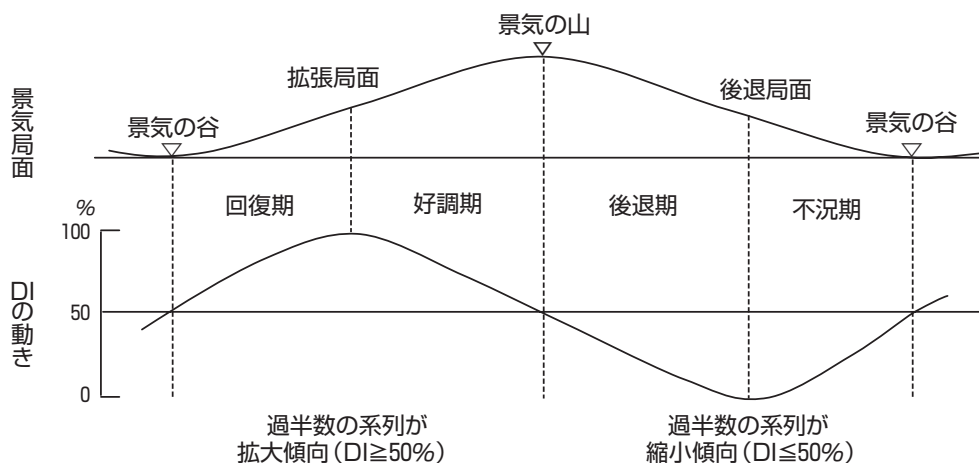 景気の山
拡張局面
後退局面
景気の谷
景気の谷
景気局面
回復期
好調期
後退期
不況期
%
100
50
0
DIの動き
過半数の系列が
拡大傾向(DI≧50%)
過半数の系列が
縮小傾向(DI≦50%)